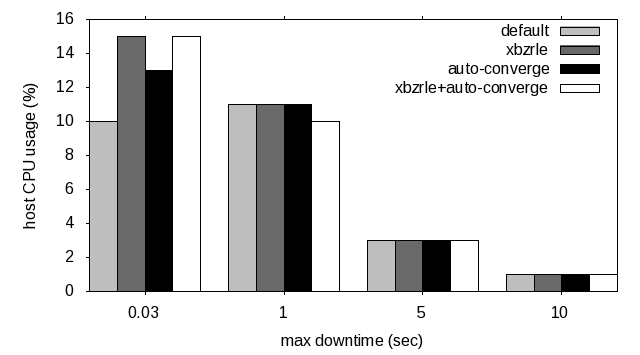 16
14
12
10
8
6
4
2
0
host CPU usage (%)
default
xbzrle
auto-converge
xbzrle+auto-converge
0.03 1 5 10
max downtime (sec)